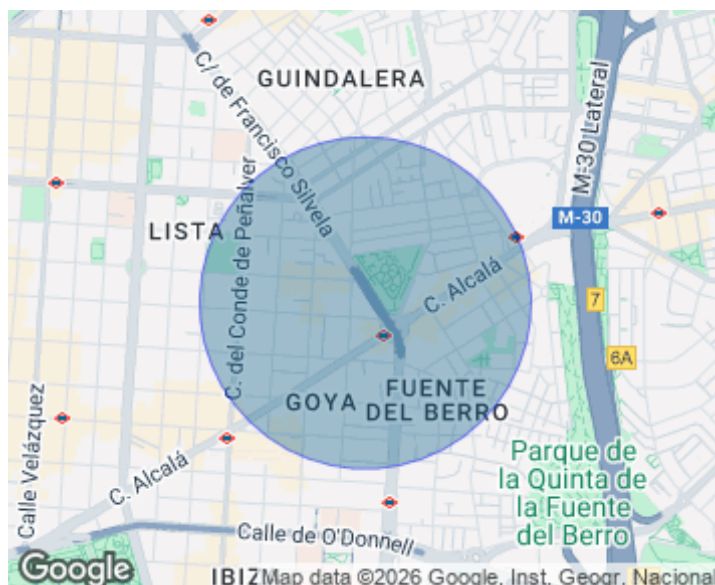 GUINDALERA
C/ de Francisco Silvela
M-30 Lateral
M-30
LISTA
C. del Conde de Peñalver
C. Alcalá
7
6A
GOYA
FUENTE
DEL BERRO
Calle Velázquez
C. Alcalá
Parque de
la Quinta de
la Fuente
del Berro
Calle de O'Donnell
IBIZ
Google
Map data ©2026 Google, Inst. Geogr. Nacional